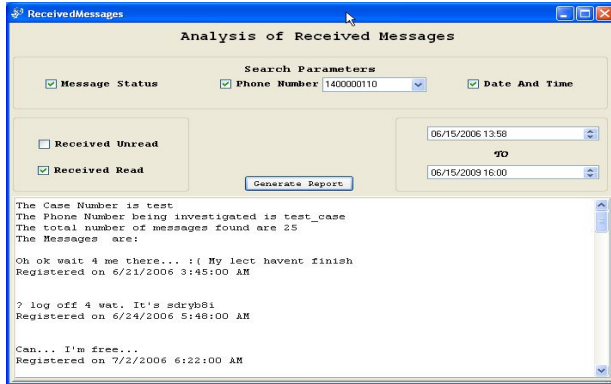 ReceivedMessages
Analysis of Received Messages
Search Parameters
Message Status
Phone Number 1400000110
Date And Time
Received Unread
Received Read
Generate Report
06/15/2006 13:58
TO
06/15/2009 16:00
The Case Number is test
The Phone Number being investigated is test_case
The total number of messages found are 25
The Messages are:
Oh ok wait 4 me there... :( My lect havent finish
Registered on 6/21/2006 3:45:00 AM
? log off 4 wat. It's sdryb8i
Registered on 6/24/2006 5:48:00 AM
Can... I'm free...
Registered on 7/2/2006 6:22:00 AM